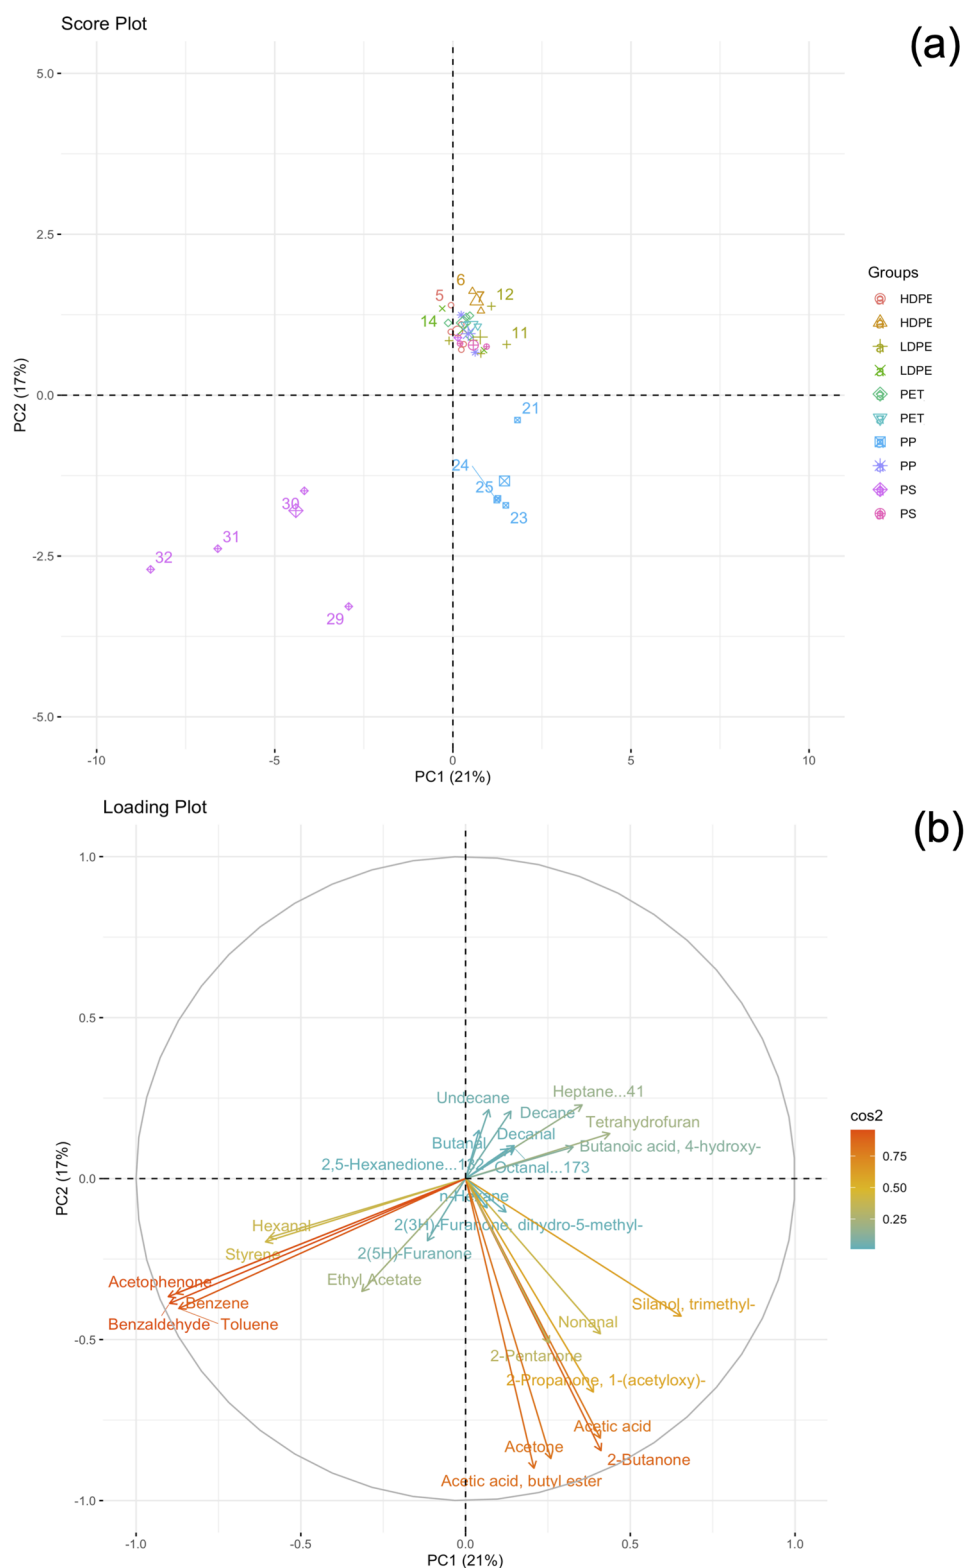 Score Plot
(a)
5.0
2.5
0.0
-2.5
-5.0
PC2 (17%)
6
5
7
12
14
11
21
24
25
23
30
31
32
29
-10
-5
0
5
10
PC1 (21%)
Groups
HDPE
HDPE
LDPE
LDPE
PET
PET
PP
PP
PS
PS
Loading Plot
(b)
1.0
0.5
0.0
-0.5
-1.0
PC2 (17%)
Heptane...41
Undecane
Decane
Tetrahydrofuran
Decanal
Butanal
Butanoic acid, 4-hydroxy-
2,5-Hexanedione...132
Octanal...173
n-Hexane
2(3H)-Furanone, dihydro-5-methyl-
Hexanal
Styrene
2(5H)-Furanone
Ethyl Acetate
Acetophenone
Benzene
Benzaldehyde
Toluene
Silanol, trimethyl-
Nonanal
2-Pentanone
2-Propanone, 1-(acetyloxy)-
Acetic acid
Acetone
2-Butanone
Acetic acid, butyl ester
-1.0
-0.5
0.0
0.5
1.0
PC1 (21%)
cos2
0.75
0.50
0.25